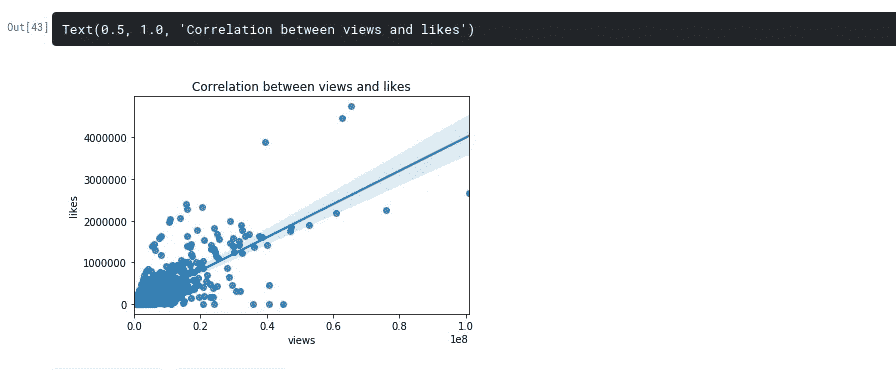 Out[43]
Text(0.5, 1.0, 'Correlation between views and likes')
Correlation between views and likes
4000000
3000000
2000000
1000000
0
likes
0.0 0.2 0.4 0.6 0.8 1.0
1e8
views